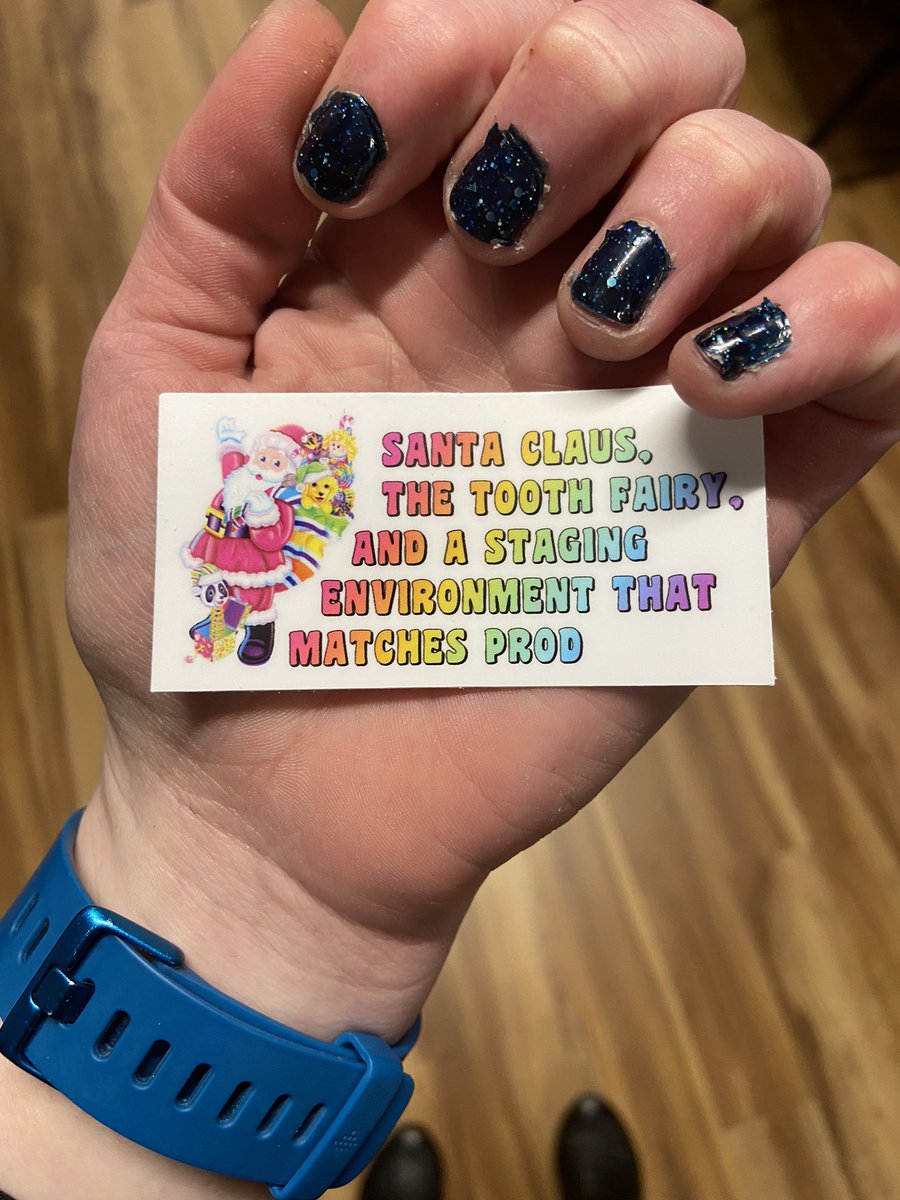 SANTA CLAUS,
THE TOOTH FAIRY,
AND A STAGING
ENVIRONMENT THAT
MATCHES PROD